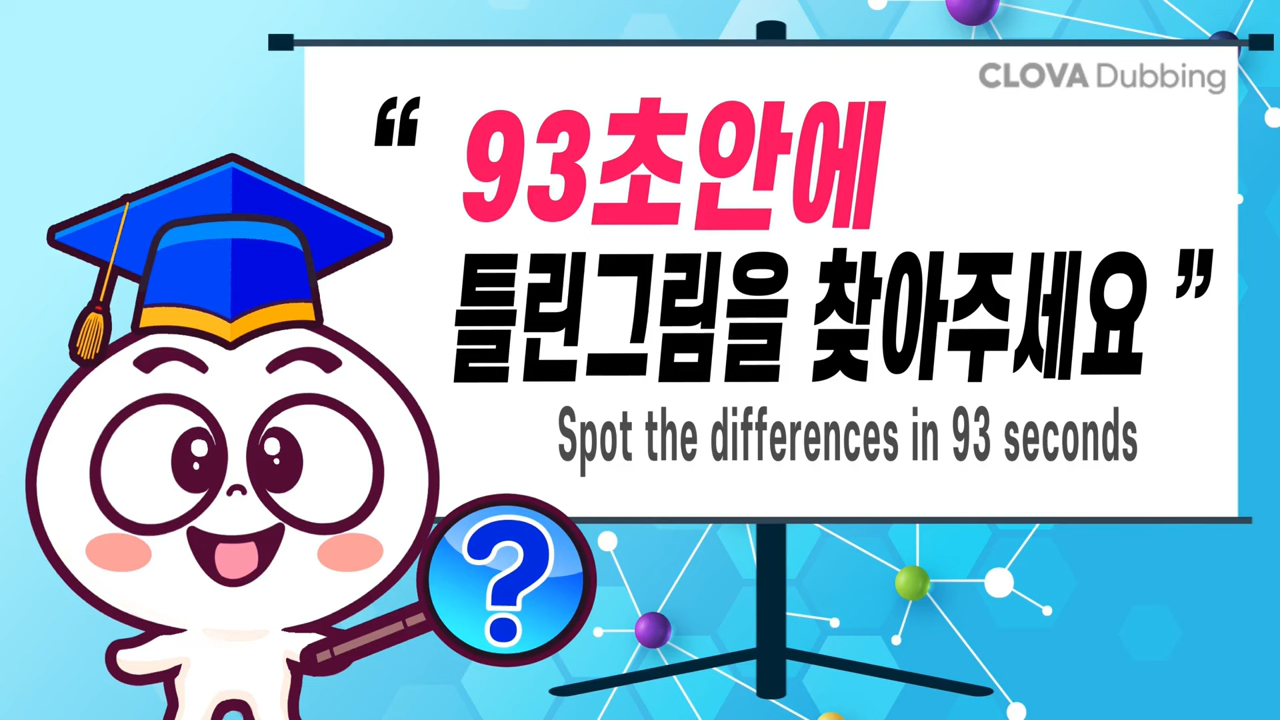 CLOVA Dubbing
“ 93초안에
틀린그림을 찾아주세요 ”
Spot the differences in 93 seconds
?